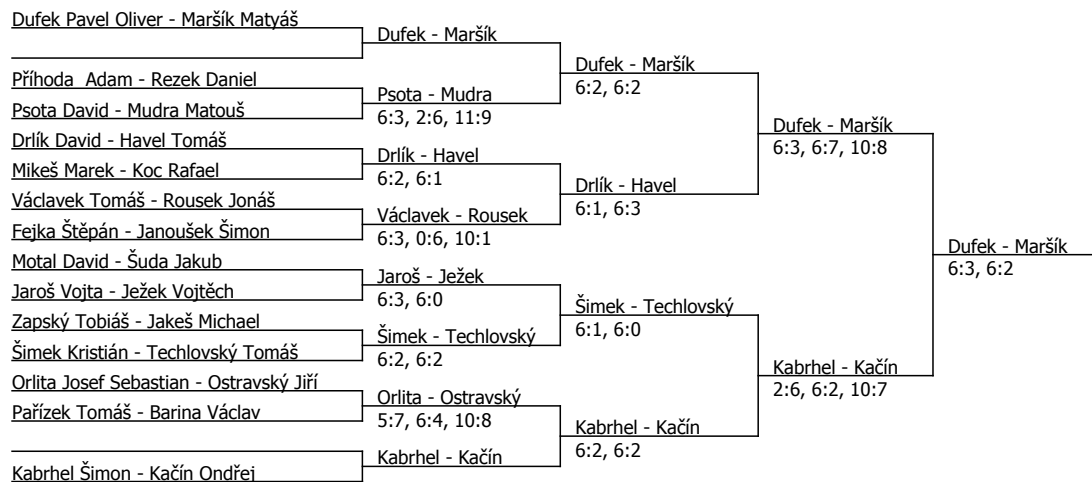 Dufek Pavel Oliver - Maršík Matyáš
Příhoda  Adam - Rezek Daniel
Psota David - Mudra Matouš
Drlík David - Havel Tomáš
Mikeš Marek - Koc Rafael
Václavek Tomáš - Rousek Jonáš
Fejka Štěpán - Janoušek Šimon
Motal David - Šuda Jakub
Jaroš Vojta - Ježek Vojtěch
Zapský Tobiáš - Jakeš Michael
Šimek Kristián - Techlovský Tomáš
Orlita Josef Sebastian - Ostravský Jiří
Pařízek Tomáš - Barina Václav
Kabrhel Šimon - Kačín Ondřej
Dufek - Maršík
Psota - Mudra
6:3, 2:6, 11:9
Drlík - Havel
6:2, 6:1
Václavek - Rousek
6:3, 0:6, 10:1
Jaroš - Ježek
6:3, 6:0
Šimek - Techlovský
6:2, 6:2
Orlita - Ostravský
5:7, 6:4, 10:8
Kabrhel - Kačín
Dufek - Maršík
6:2, 6:2
Drlík - Havel
6:1, 6:3
Šimek - Techlovský
6:1, 6:0
Kabrhel - Kačín
6:2, 6:2
Dufek - Maršík
6:3, 6:7, 10:8
Kabrhel - Kačín
2:6, 6:2, 10:7
Dufek - Maršík
6:3, 6:2